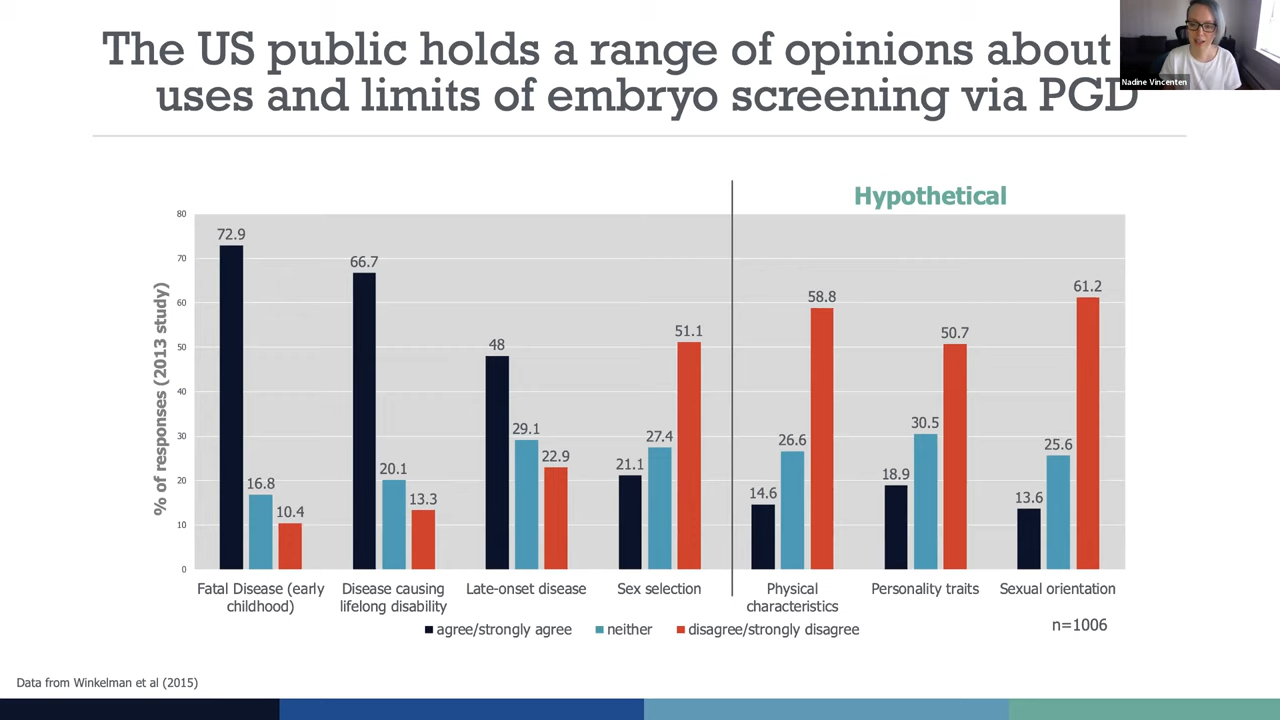 The US public holds a range of opinions about
uses and limits of embryo screening via PGD
Nadine Vincenten
Hypothetical
% of responses (2013 study)
80
70
60
50
40
30
20
10
0
72.9
16.8
10.4
66.7
20.1
13.3
48
29.1
22.9
21.1
27.4
51.1
14.6
26.6
58.8
18.9
30.5
50.7
13.6
25.6
61.2
Fatal Disease (early
childhood)
Disease causing
lifelong disability
Late-onset disease
Sex selection
Physical
characteristics
Personality traits
Sexual orientation
agree/strongly agree
neither
disagree/strongly disagree
n=1006
Data from Winkelman et al (2015)